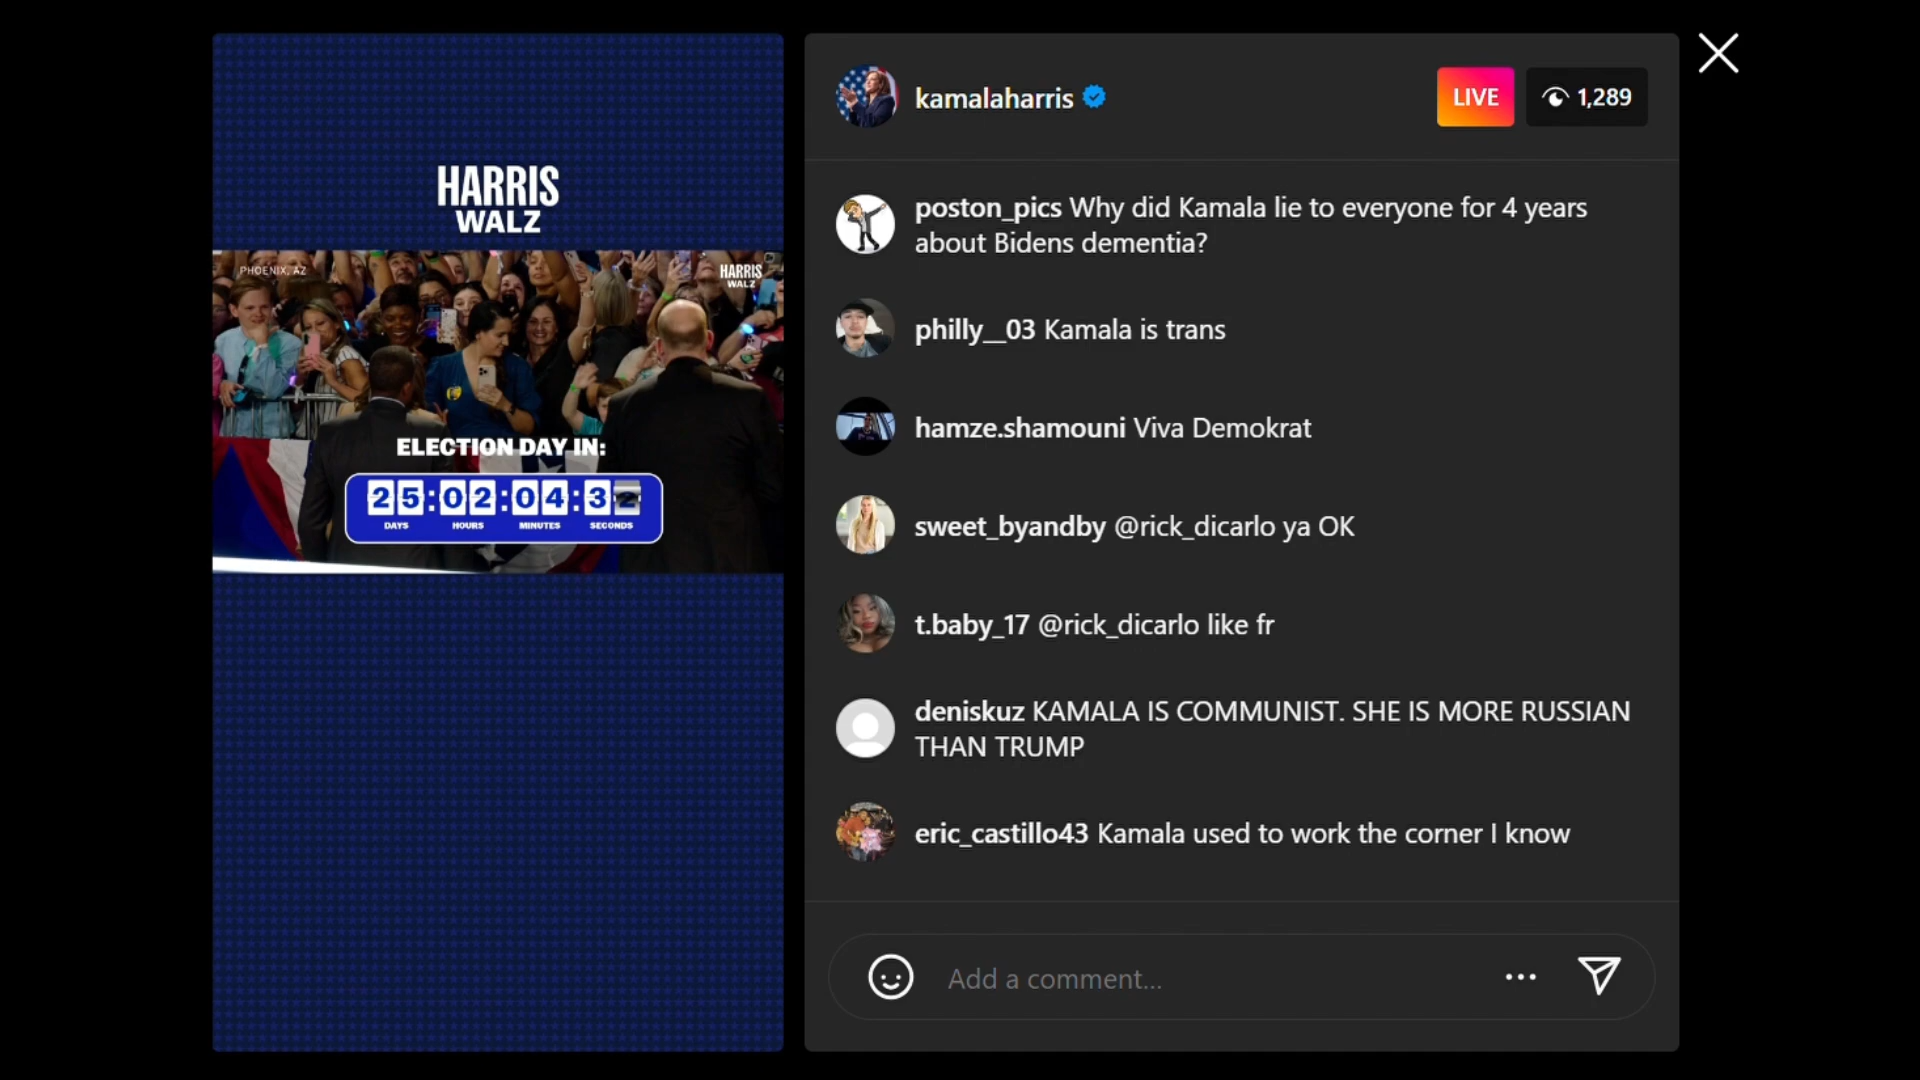 HARRIS
WALZ
PHOENIX, AZ
HARRIS
WALZ
ELECTION DAY IN:
25:02:04:32
DAYS HOURS MINUTES SECONDS
kamalaharris
LIVE
1,289
poston_pics Why did Kamala lie to everyone for 4 years
about Bidens dementia?
philly__03 Kamala is trans
hamze.shamouni Viva Demokrat
sweet_byandby @rick_dicarlo ya OK
t.baby_17 @rick_dicarlo like fr
deniskuz KAMALA IS COMMUNIST. SHE IS MORE RUSSIAN
THAN TRUMP
eric_castillo43 Kamala used to work the corner I know
Add a comment...